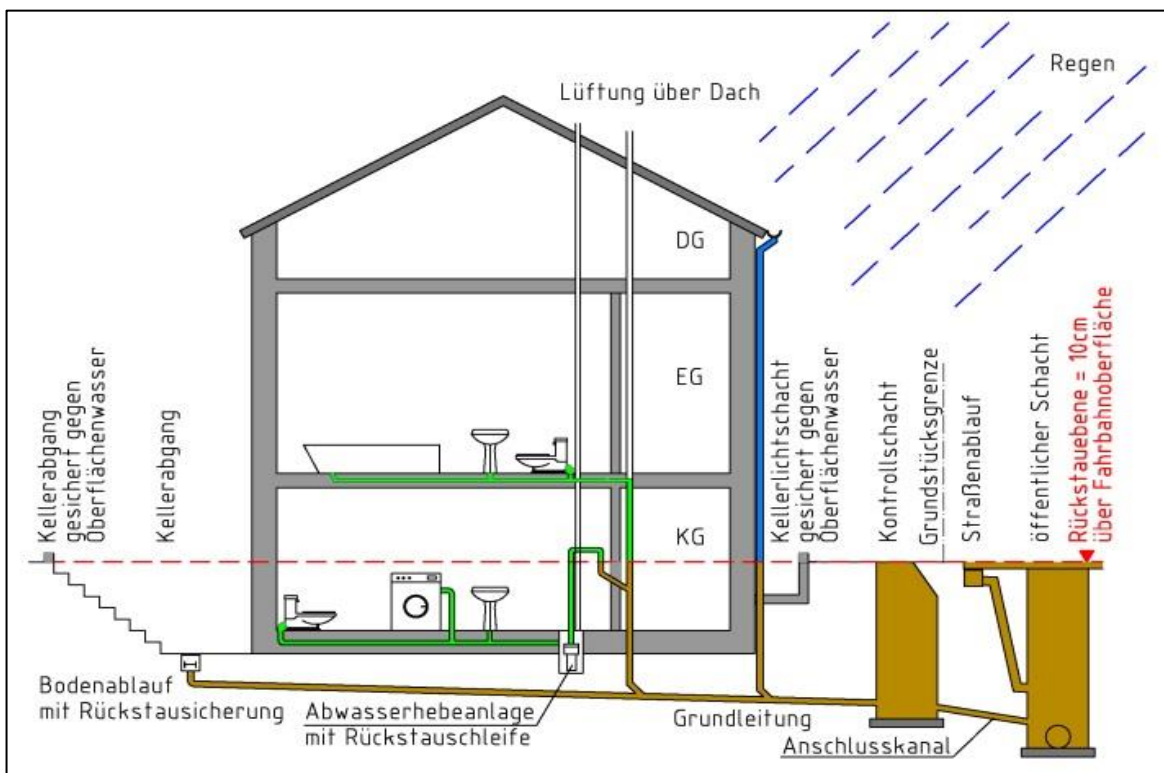 Lüftung über Dach
Regen
DG
EG
KG
Kellerabgang
gesichert gegen
Oberflächenwasser
Kellerabgang
Kellerlichtschacht
gesichert gegen
Oberflächenwasser
Kontrollschacht
Grundstücksgrenze
Straßenablauf
öffentlicher Schacht
Rückstauebene = 10cm
über Fahrbahnoberfläche
Bodenablauf
mit Rückstausicherung
Abwasserhebeanlage
mit Rückstauschleife
Grundleitung
Anschlusskanal